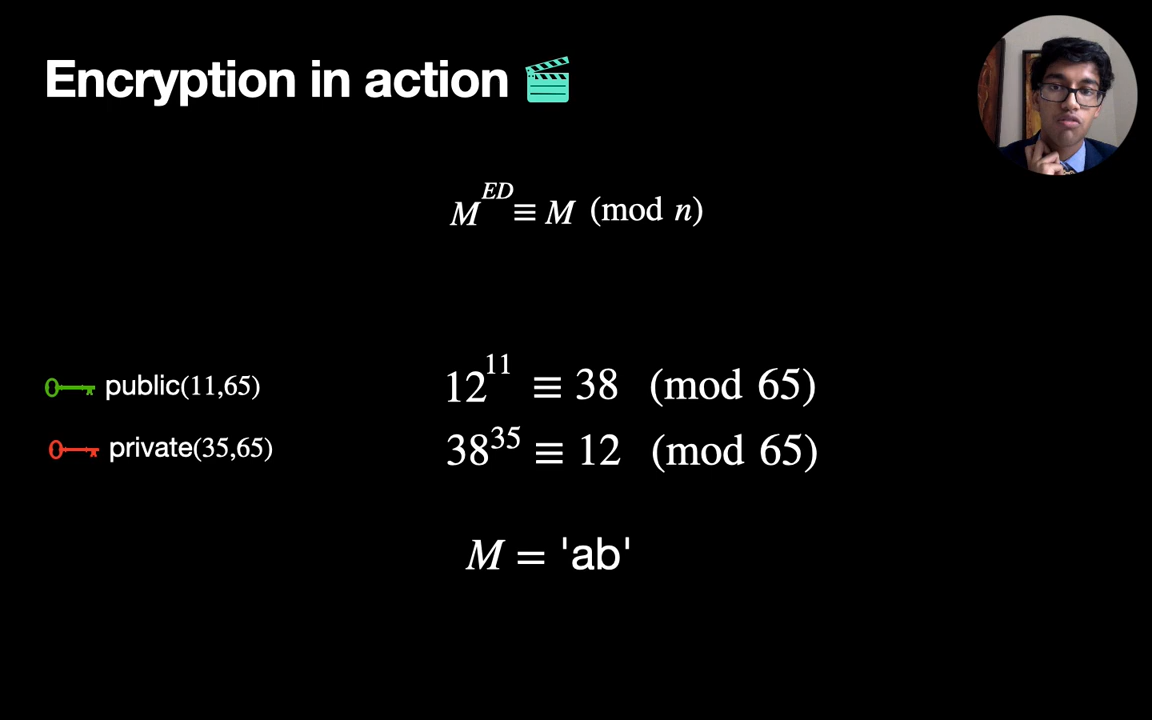 Encryption in action
M^{ED} ≡ M (mod n)
public(11,65)
12^{11} ≡ 38 (mod 65)
private(35,65)
38^{35} ≡ 12 (mod 65)
M = 'ab'